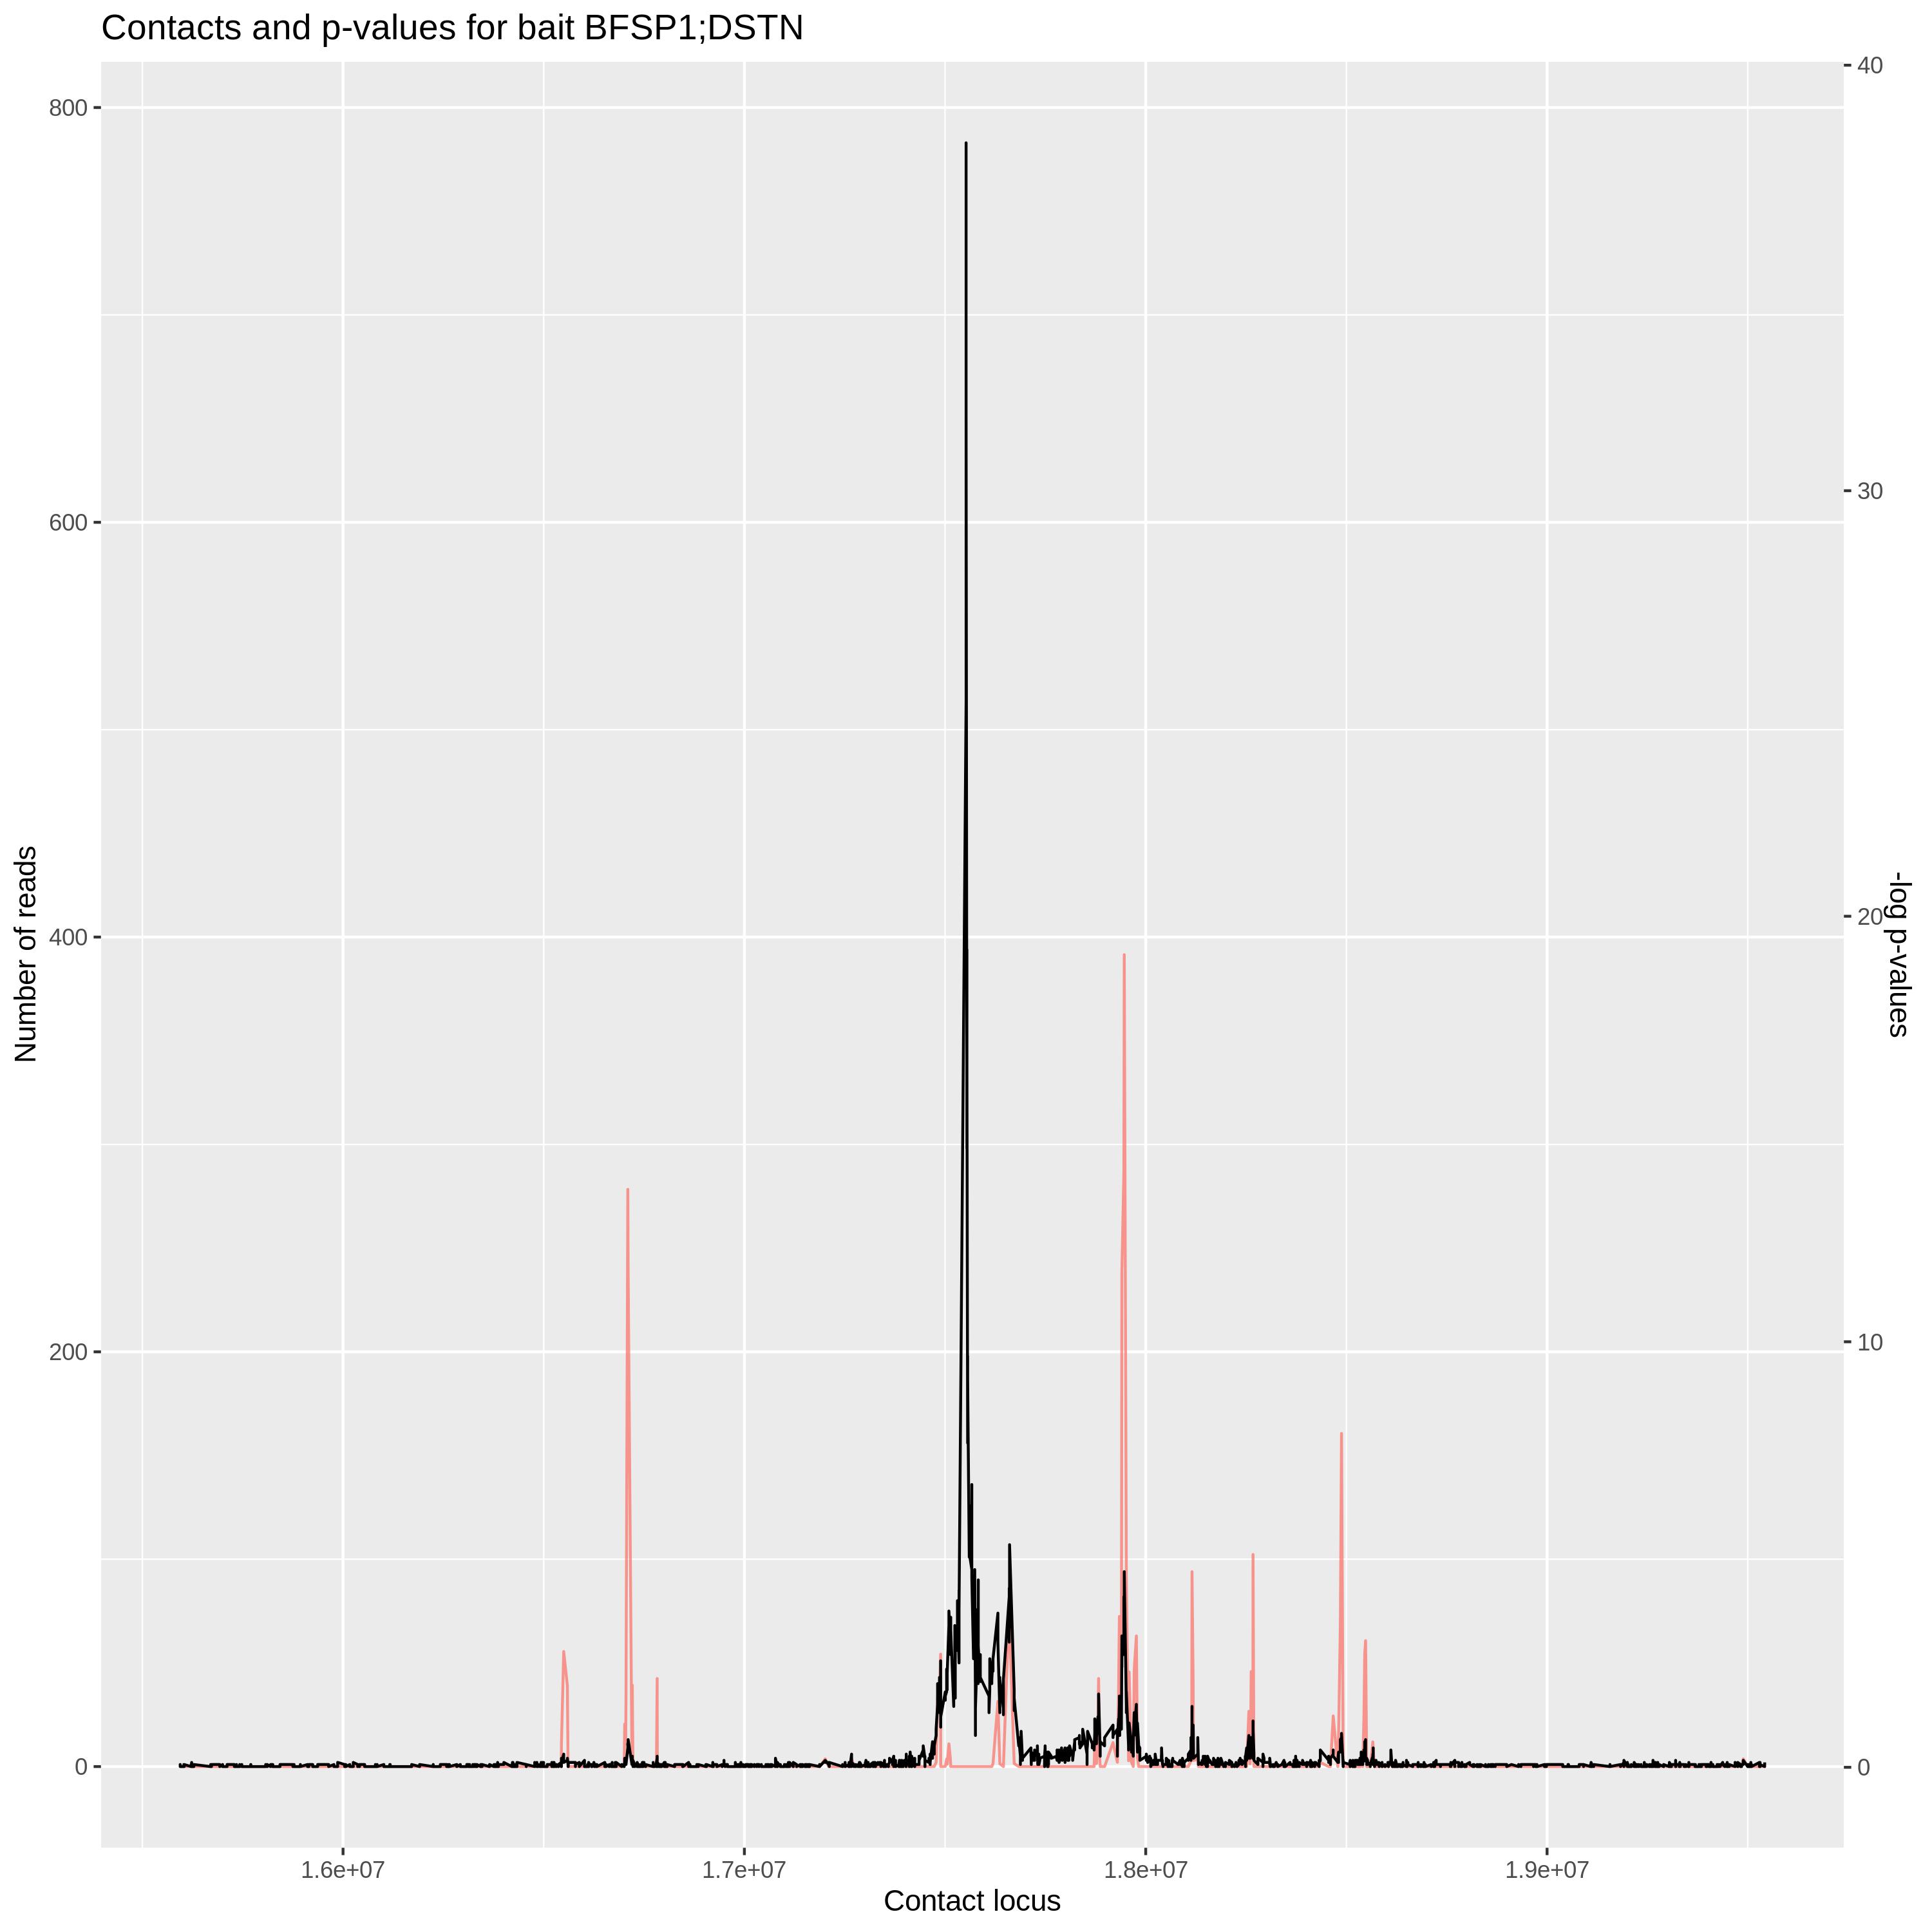 Contacts and p-values for bait BFSP1;DSTN
800
600
400
200
0
Number of reads
40
30
20
10
0
-log p-values
1.6e+07
1.7e+07
1.8e+07
1.9e+07
Contact locus